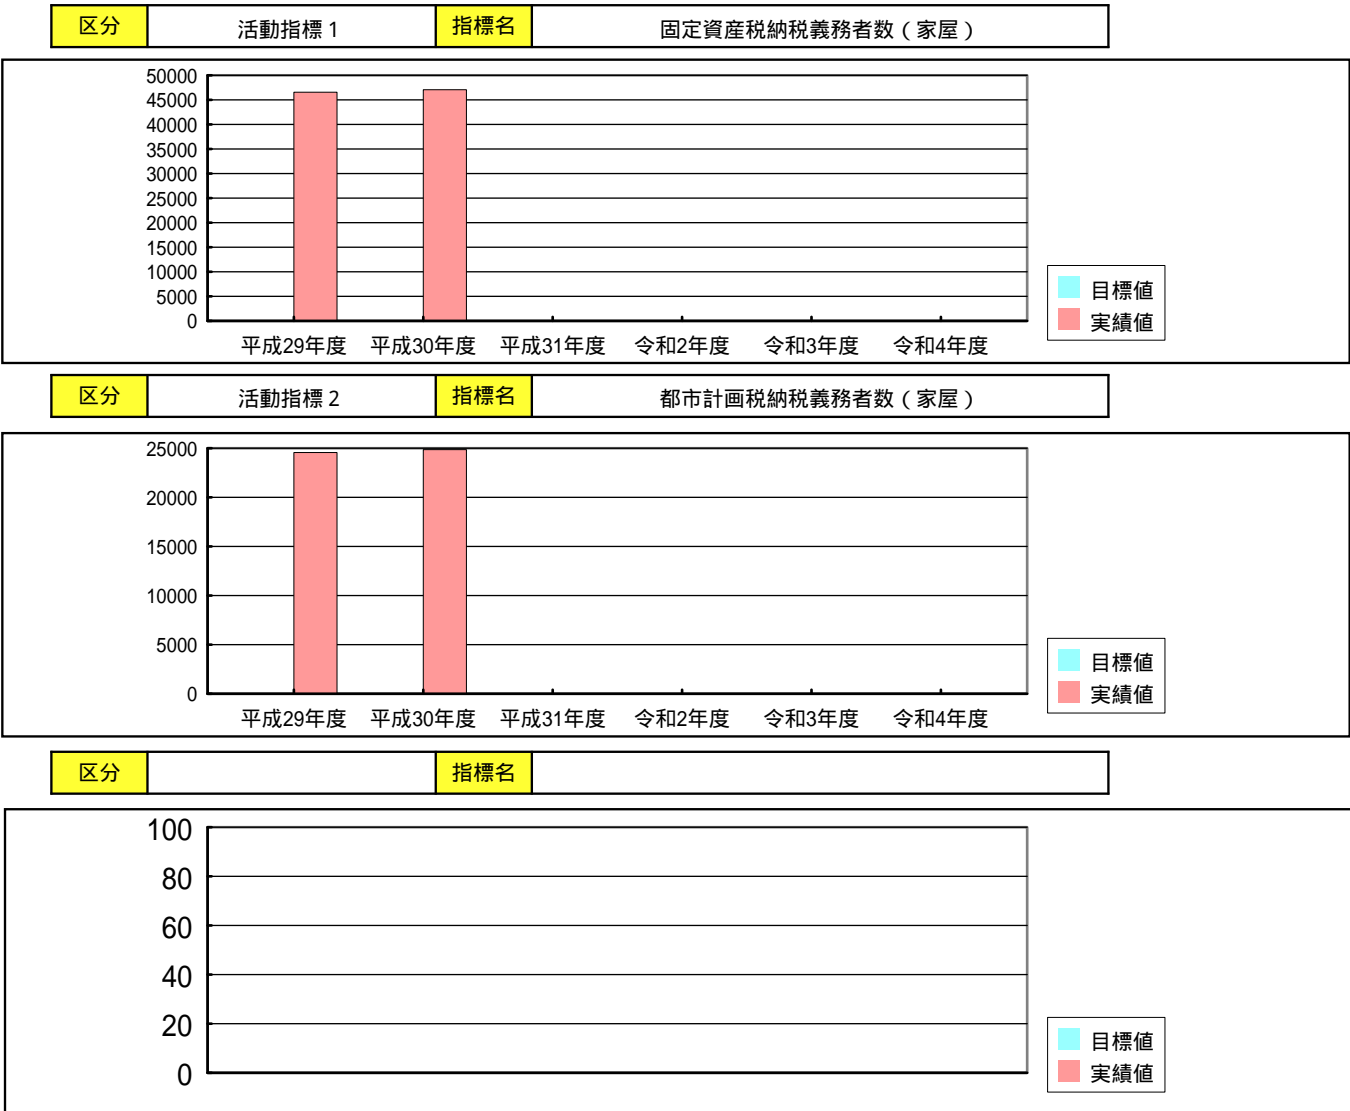 区分 活動指標1 指標名 固定資産税納税義務者数（家屋）
50000
45000
40000
35000
30000
25000
20000
15000
10000
5000
0
平成29年度 平成30年度 平成31年度 令和2年度 令和3年度 令和4年度
目標値
実績値
区分 活動指標2 指標名 都市計画税納税義務者数（家屋）
25000
20000
15000
10000
5000
0
平成29年度 平成30年度 平成31年度 令和2年度 令和3年度 令和4年度
目標値
実績値
区分 指標名
100
80
60
40
20
0
目標値
実績値